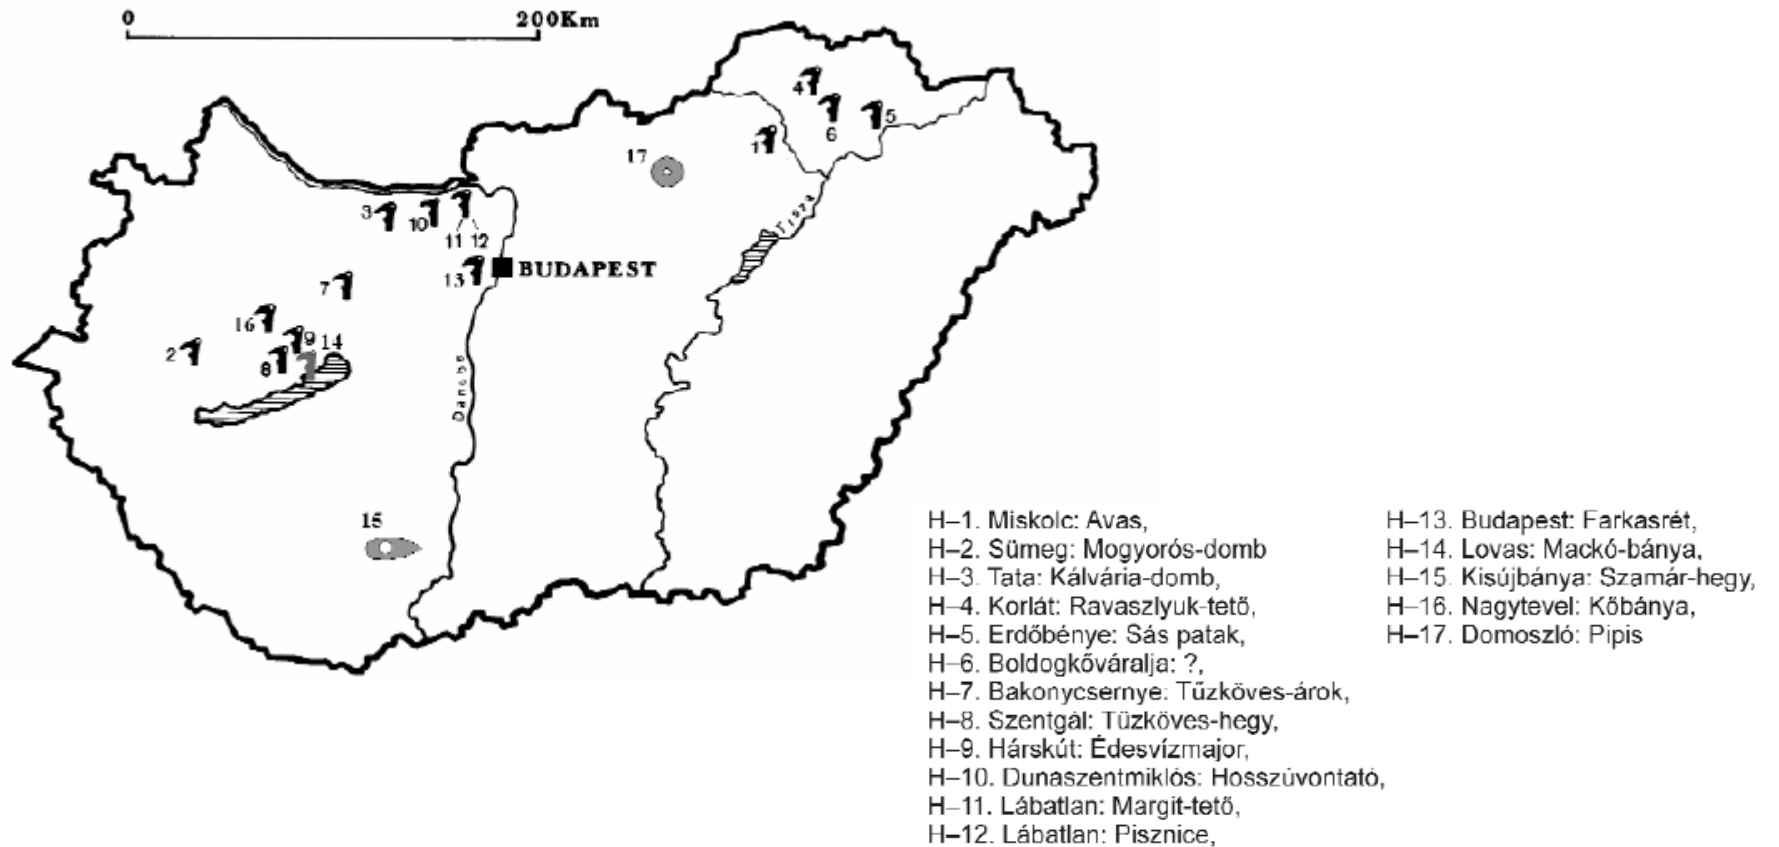 0 200Km
4
6
5
1
17
3
10
11 12
13
BUDAPEST
Tisza
7
16
9 14
2
8
Danube
15
H–1. Miskolc: Avas,
H–2. Sümeg: Mogyorós-domb
H–3. Tata: Kálvária-domb,
H–4. Korlát: Ravaszlyuk-tető,
H–5. Erdőbénye: Sás patak,
H–6. Boldogkőváralja: ?,
H–7. Bakonycsernye: Tűzköves-árok,
H–8. Szentgál: Tűzköves-hegy,
H–9. Hárskút: Édesvízmajor,
H–10. Dunaszentmiklós: Hosszúvontató,
H–11. Lábatlan: Margit-tető,
H–12. Lábatlan: Pisznice,
H–13. Budapest: Farkasrét,
H–14. Lovas: Mackó-bánya,
H–15. Kisújbánya: Szamár-hegy,
H–16. Nagytevel: Kőbánya,
H–17. Domoszló: Pipis